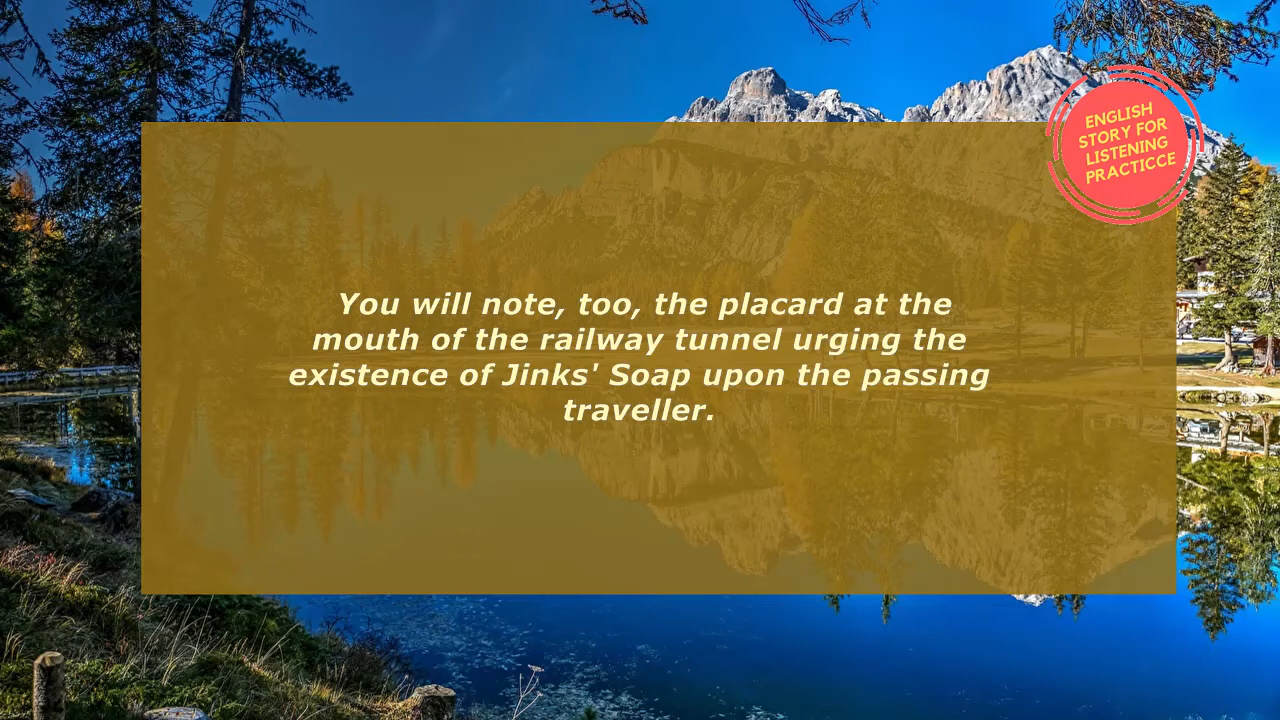 ENGLISH
STORY FOR
LISTENING
PRACTICCE
You will note, too, the placard at the
mouth of the railway tunnel urging the
existence of Jinks' Soap upon the passing
traveller.